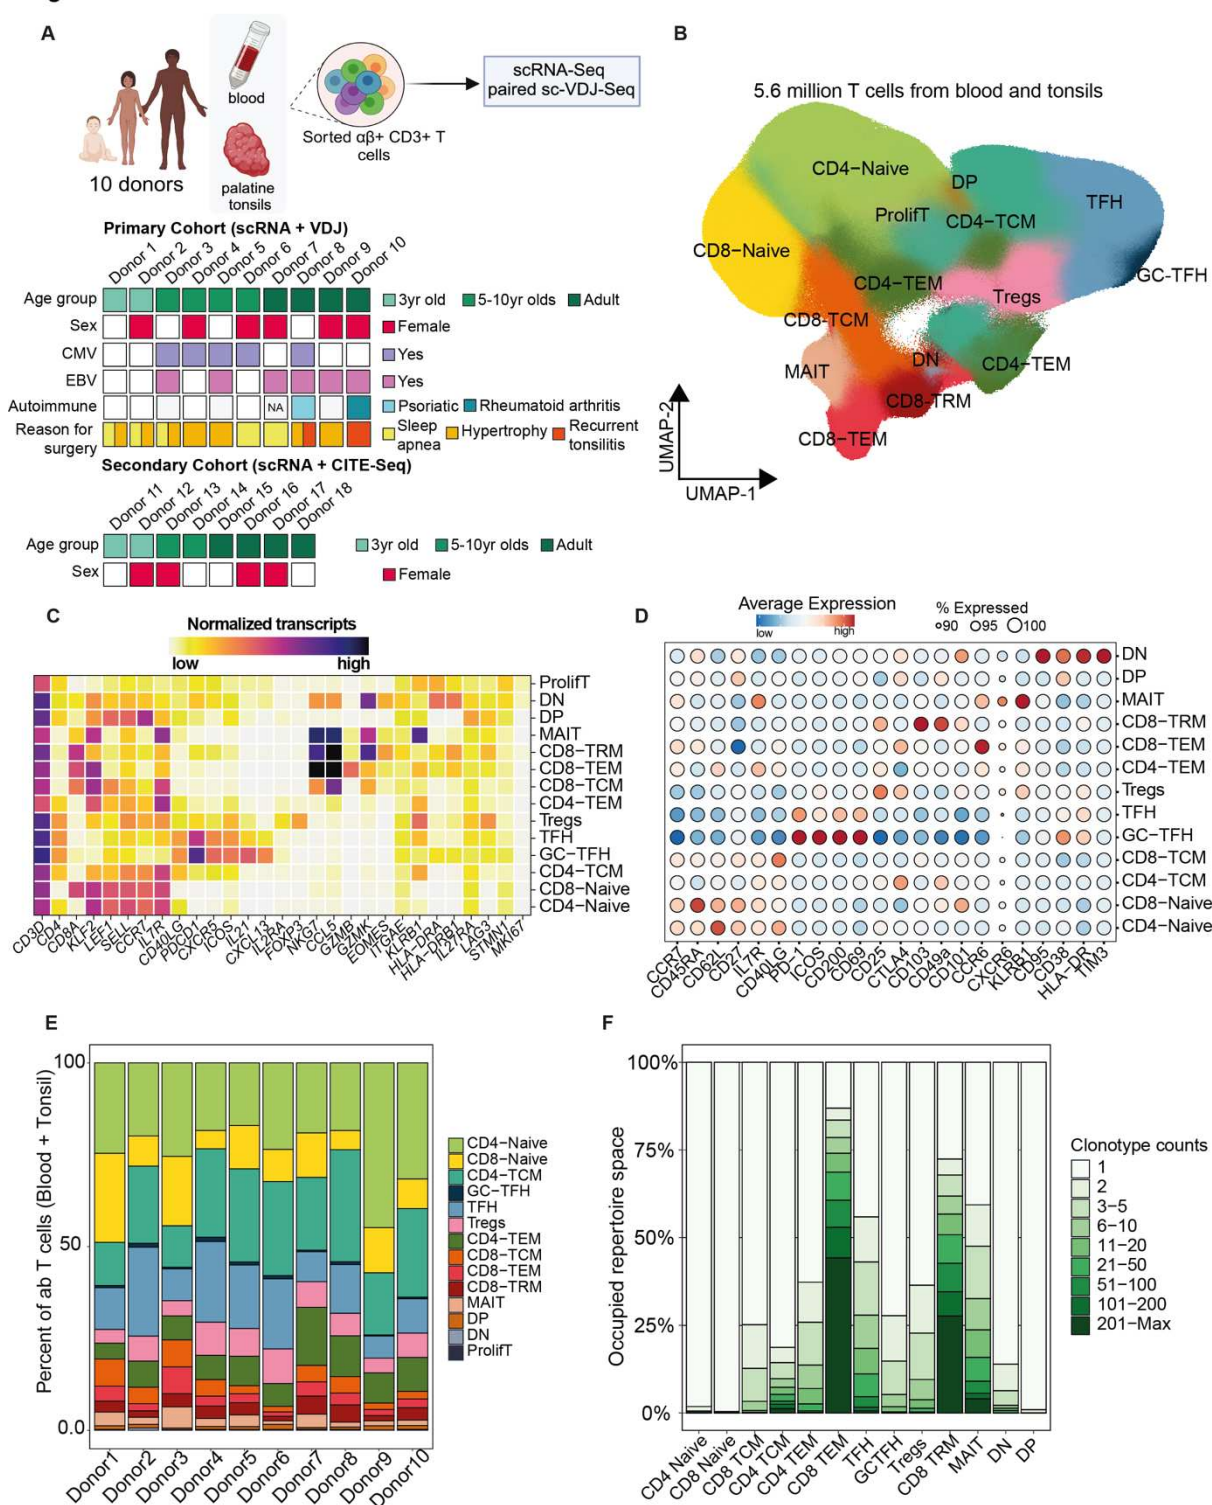 A
blood
palatine
tonsils
10 donors
Sorted αβ+ CD3+ T
cells
scRNA-Seq
paired sc-VDJ-Seq
Primary Cohort (scRNA + VDJ)
Donor 1
Donor 2
Donor 3
Donor 4
Donor 5
Donor 6
Donor 7
Donor 8
Donor 9
Donor 10
Age group
3yr old
5-10yr olds
Adult
Sex
Female
CMV
Yes
EBV
Yes
Autoimmune
NA
Psoriatic
Rheumatoid arthritis
Reason for
surgery
Sleep
apnea
Hypertrophy
Recurrent
tonsilitis
Secondary Cohort (scRNA + CITE-Seq)
Donor 11
Donor 12
Donor 13
Donor 14
Donor 15
Donor 16
Donor 17
Donor 18
Age group
3yr old
5-10yr olds
Adult
Sex
Female
B
5.6 million T cells from blood and tonsils
CD4-Naive
DP
TFH
ProlifT
CD4-TCM
CD8-Naive
CD4-TEM
GC-TFH
Tregs
CD8-TCM
DN
CD4-TEM
MAIT
CD8-TRM
CD8-TEM
UMAP-2
UMAP-1
C
Normalized transcripts
low
high
ProlifT
DN
DP
MAIT
CD8-TRM
CD8-TEM
CD8-TCM
CD4-TEM
Tregs
TFH
GC-TFH
CD4-TCM
CD8-Naive
CD4-Naive
CD3D
CD4
CD8A
KLF2
LEF1
SELL
CCR7
IL7R
CD40LG
PDCD1
CXCR5
ICOS
IL21
CXCL13
IL2RA
FOXP3
NKG7
CCL5
GZMB
GZMK
EOMES
ITGAE
KLRB1
HLA-DRA
HLA-DRB1
IL27RA
LAG3
STMN1
MKI67
D
Average Expression
low
high
% Expressed
90
95
100
DN
DP
MAIT
CD8-TRM
CD8-TEM
CD4-TEM
Tregs
TFH
GC-TFH
CD8-TCM
CD4-TCM
CD8-Naive
CD4-Naive
CCR7
CD45RA
CD62L
CD27
IL7R
CD40LG
PD-1
ICOS
CD200
CD69
CD25
CTLA4
CD103
CD49a
CD101
CCR6
CXCR6
KLRB1
CD95
CD38
HLA-DR
TIM3
E
Percent of ab T cells (Blood + Tonsil)
100
50
0.0
Donor1
Donor2
Donor3
Donor4
Donor5
Donor6
Donor7
Donor8
Donor9
Donor10
CD4-Naive
CD8-Naive
CD4-TCM
GC-TFH
TFH
Tregs
CD4-TEM
CD8-TCM
CD8-TEM
CD8-TRM
MAIT
DP
DN
ProlifT
F
Occupied repertoire space
100%
75%
50%
25%
0%
CD4 Naive
CD8 Naive
CD8 TCM
CD4 TCM
CD4 TEM
CD8 TEM
TFH
GCTFH
Tregs
CD8 TRM
MAIT
DN
DP
Clonotype counts
1
2
3-5
6-10
11-20
21-50
51-100
101-200
201-Max